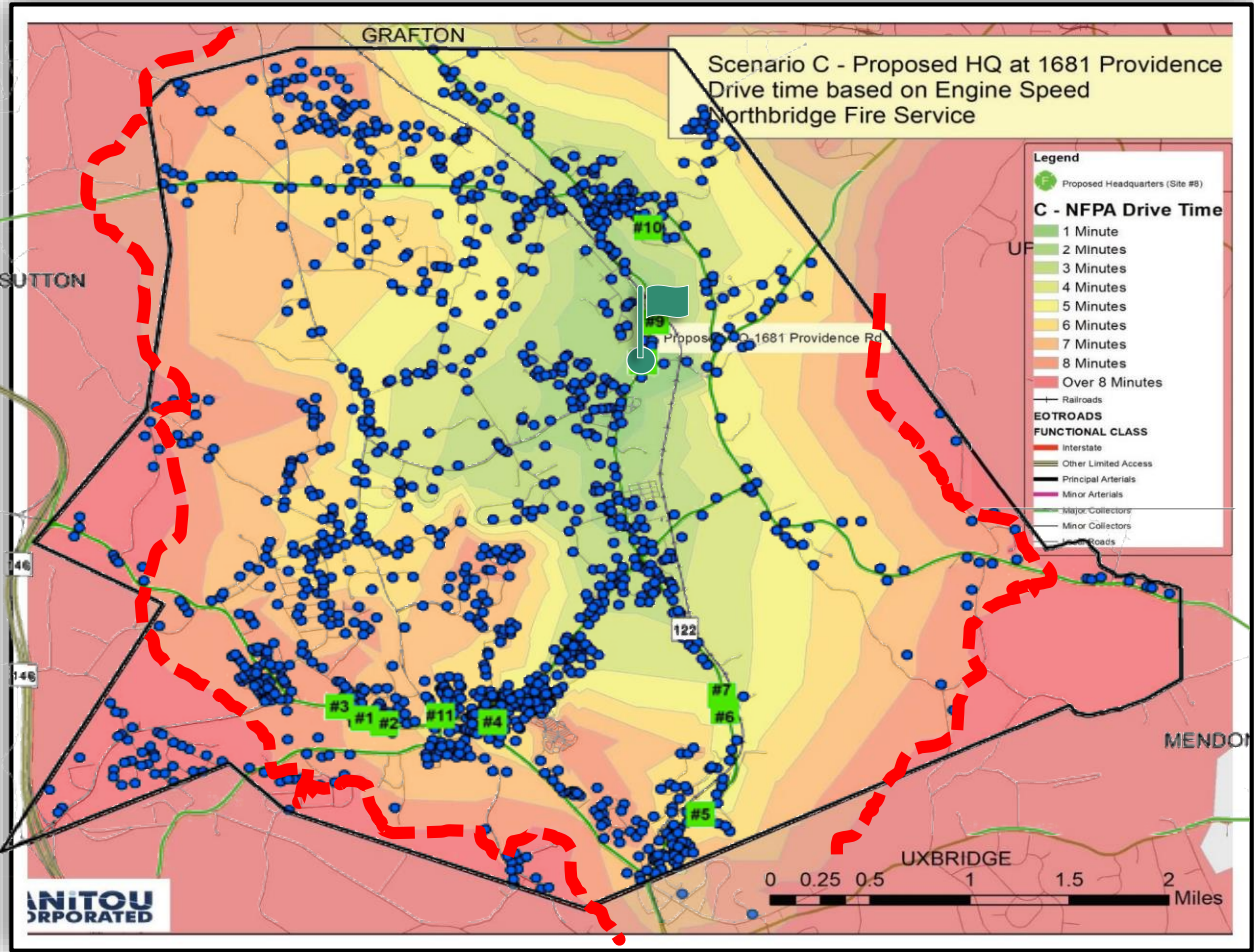 GRAFTON
Scenario C - Proposed HQ at 1681 Providence
Drive time based on Engine Speed
Northbridge Fire Service
Legend
F Proposed Headquarters (Site #8)
C - NFPA Drive Time
1 Minute
2 Minutes
3 Minutes
4 Minutes
5 Minutes
6 Minutes
7 Minutes
8 Minutes
Over 8 Minutes
Railroads
EOTROADS
FUNCTIONAL CLASS
Interstate
Other Limited Access
Principal Arterials
Minor Arterials
Major Collectors
Minor Collectors
Local Roads
UP
SUTTON
#10
#9
1681 Providence Rd
146
122
146
#3
#1
#2
#11
#4
#7
#6
#5
MENDON
UXBRIDGE
0 0.25 0.5 1 1.5 2
Miles
ANITOU
ORPORATED